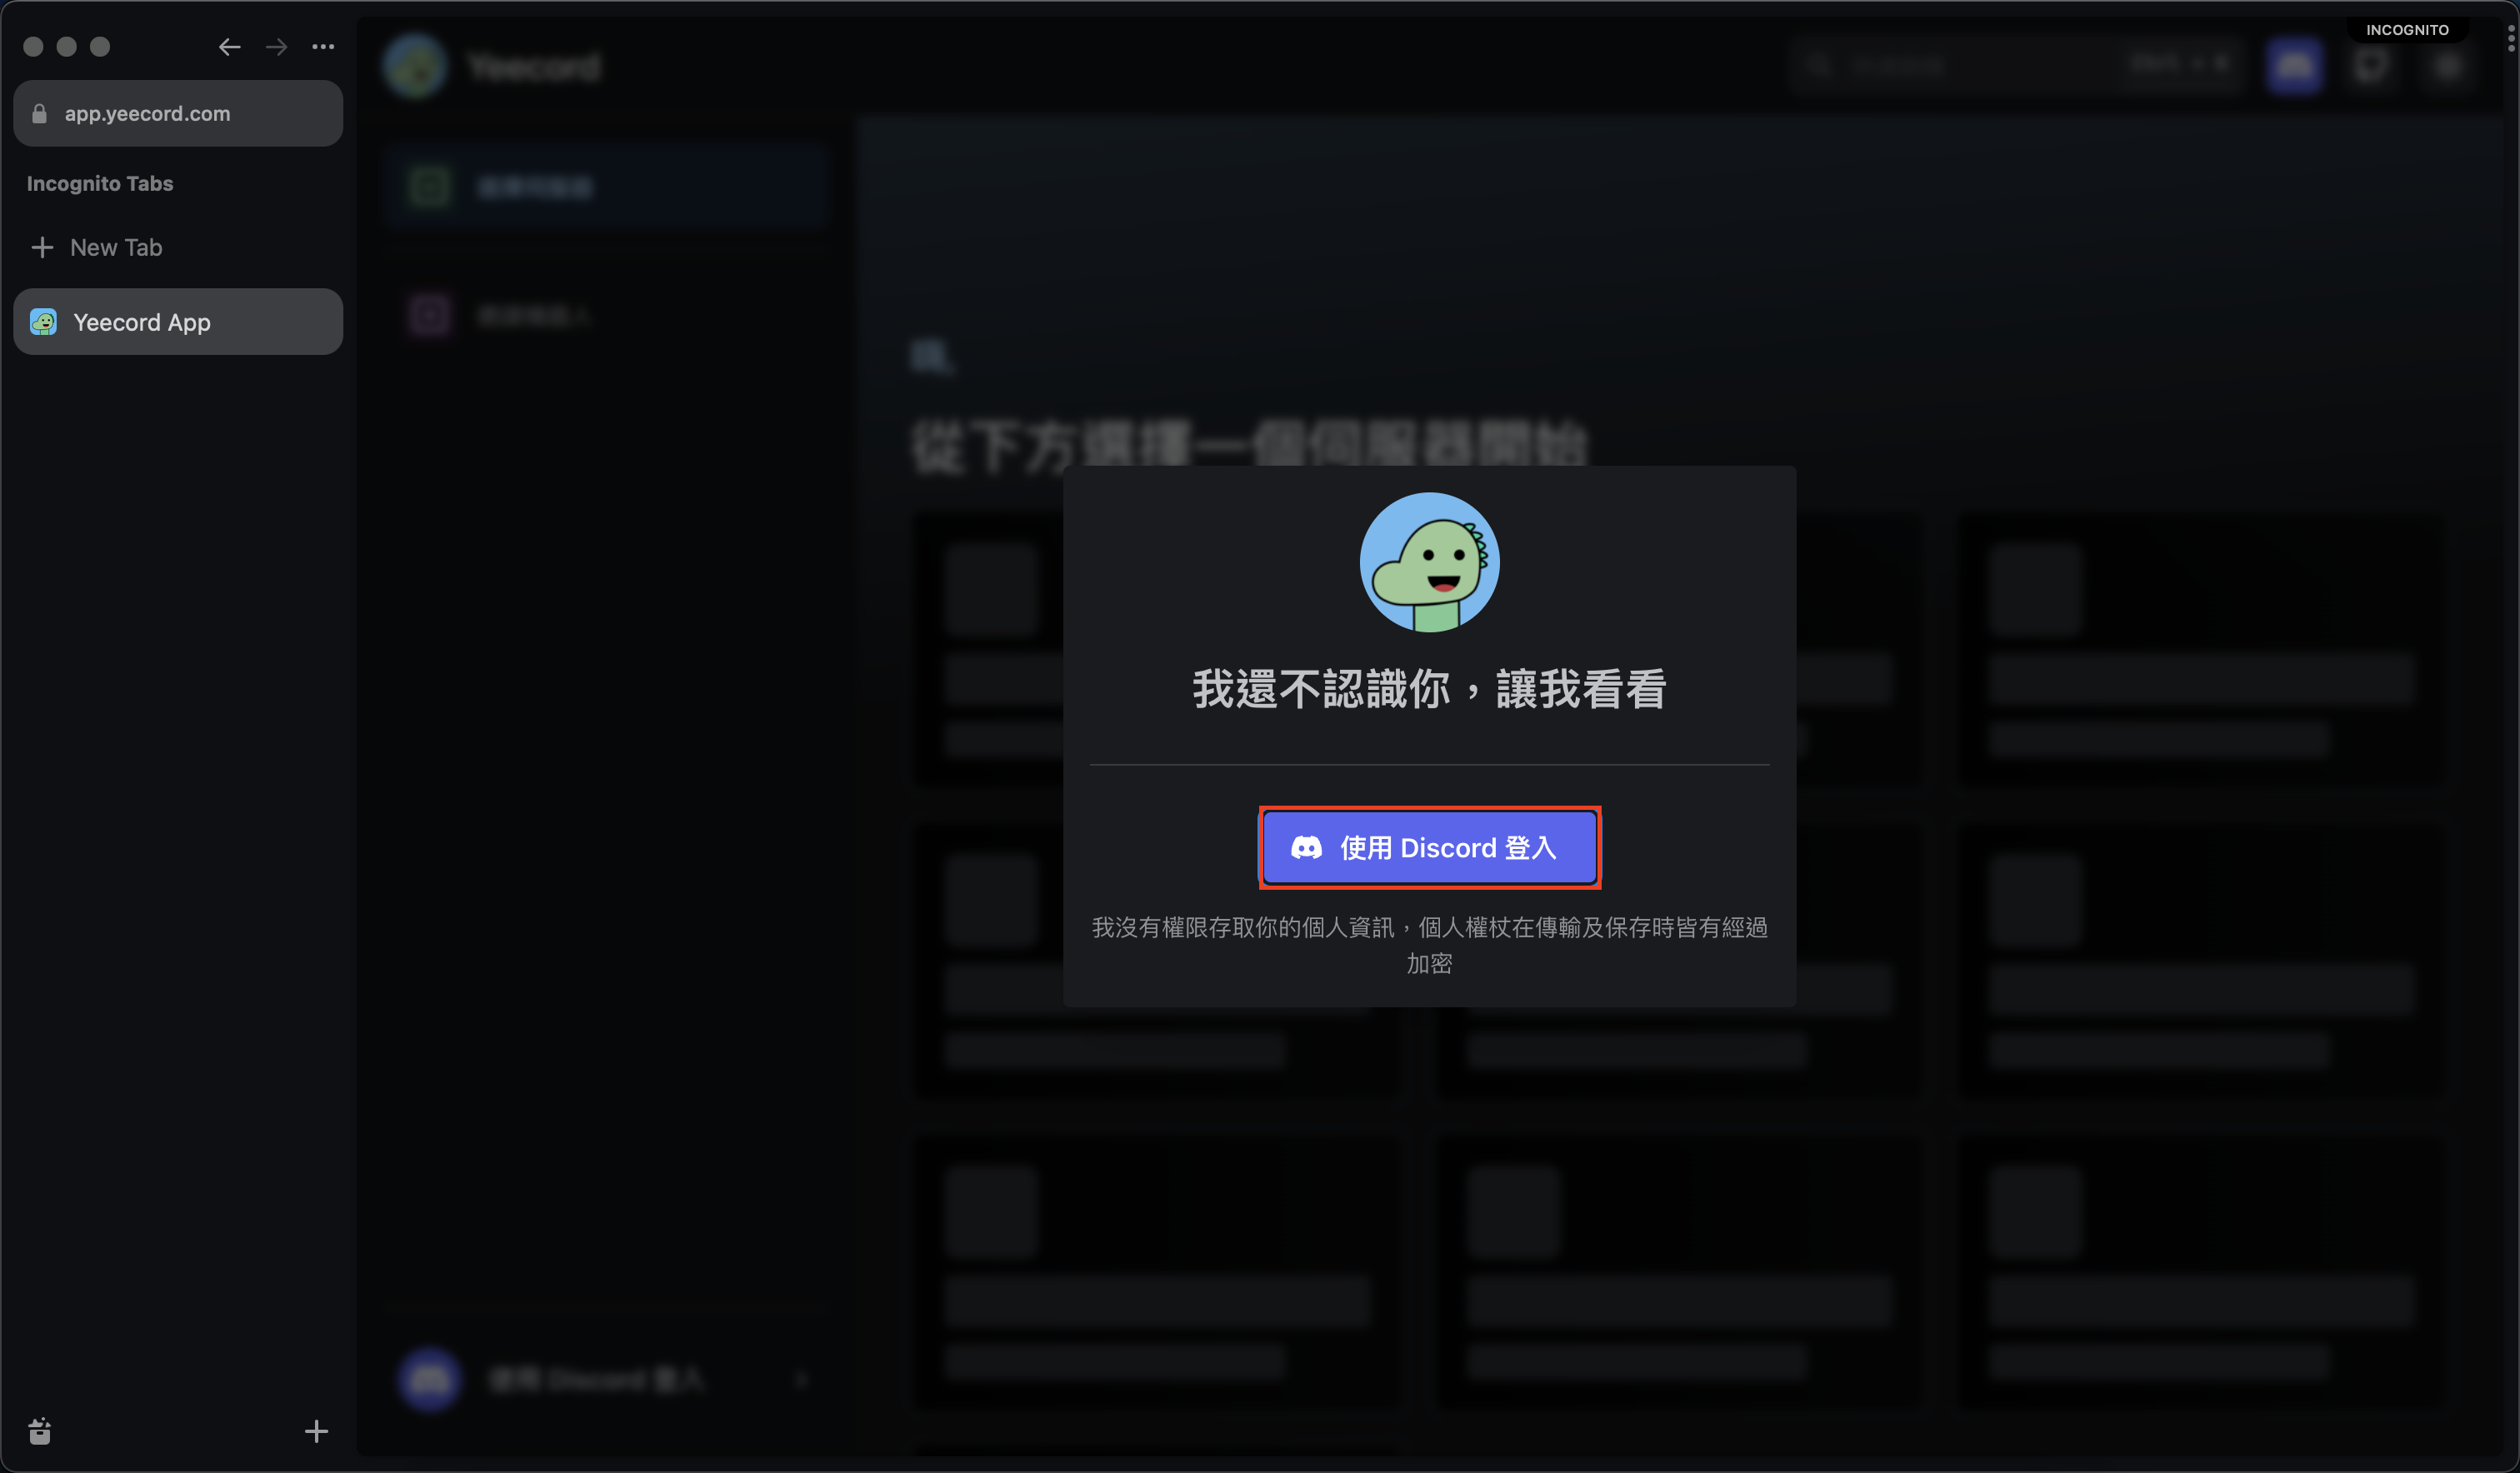 INCOGNITO
app.yeecord.com
Incognito Tabs
New Tab
Yeecord App
Yeecord
嗨,
從下方選擇一個伺服器開始
我還不認識你，讓我看看
使用 Discord 登入
我沒有權限存取你的個人資訊，個人權杖在傳輸及保存時皆有經過
加密
使用 Discord 登入